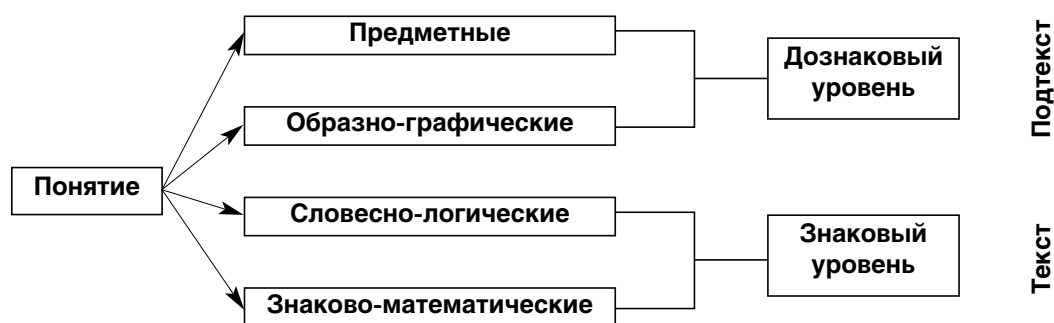 Предметные
Дознаковый
уровень
Подтекст
Образно-графические
Понятие
Словесно-логические
Знаковый
уровень
Текст
Знаково-математические